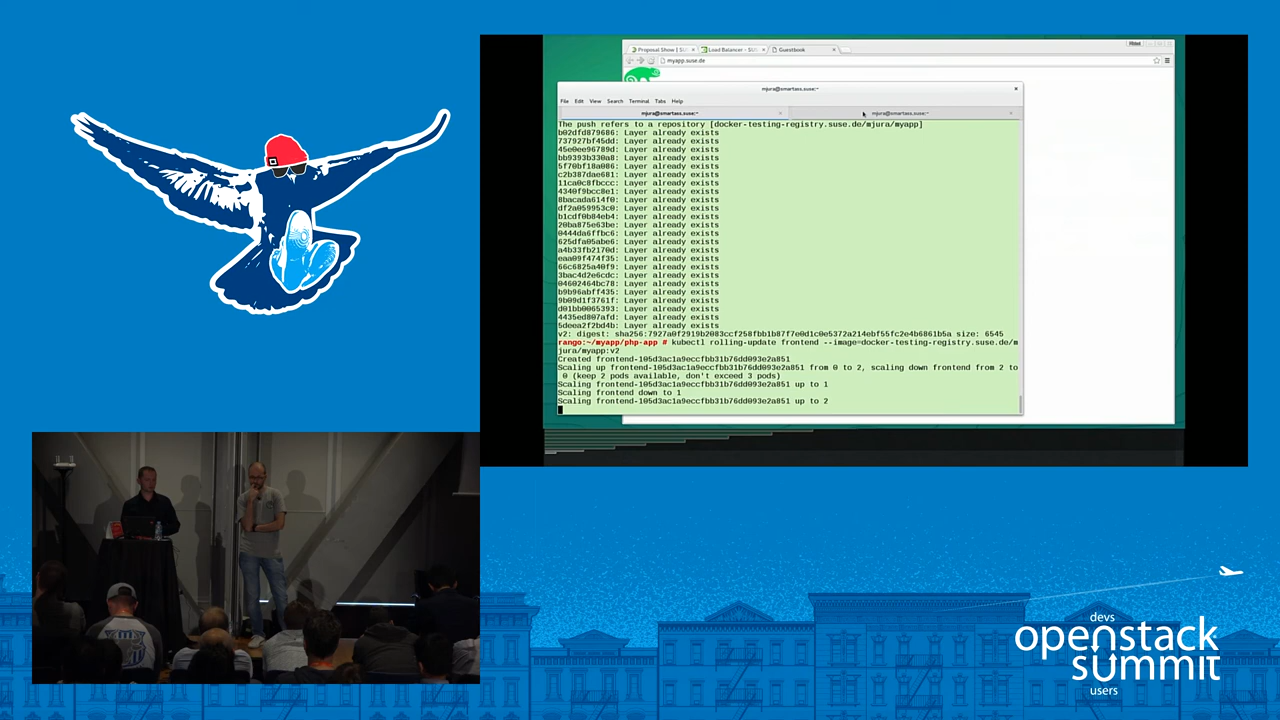 Proposal Show | SU
Load Balancer - SUS
Guestbook
myapp.suse.de
mjura@smartass.suse:~
File Edit View Search Terminal Tabs Help
mjura@smartass.suse:~
mjura@smartass.suse:~
The push refers to a repository [docker-testing-registry.suse.de/mjura/myapp]
b02dfd879686: Layer already exists
737927bf45dd: Layer already exists
45e0ee96789d: Layer already exists
bb9393b330a8: Layer already exists
5f70bf18a086: Layer already exists
c2b387dae681: Layer already exists
11ca0c8fbccc: Layer already exists
4340f9bcc8e1: Layer already exists
8bacada614f0: Layer already exists
df2a059953c0: Layer already exists
b1cdf0b84eb4: Layer already exists
20ba875e63be: Layer already exists
0444da6ffbc6: Layer already exists
625dfa05abe6: Layer already exists
a4b33fb2170d: Layer already exists
eaa09f474f35: Layer already exists
66c6825a40f9: Layer already exists
3bac4d2e6cdc: Layer already exists
04602464bc78: Layer already exists
b9b96abff435: Layer already exists
9b09d1f3761f: Layer already exists
d01bb0065393: Layer already exists
4435ed807afd: Layer already exists
5deea2f2bd4b: Layer already exists
v2: digest: sha256:7927a0f2919b2083ccf258fbb1b87f7e0d1c0e5372a214ebf55fc2e4b6861b5a size: 6545
rango:~/myapp/php-app # kubectl rolling-update frontend --image=docker-testing-registry.suse.de/m
jura/myapp:v2
Created frontend-105d3ac1a9eccfbb31b76dd093e2a851
Scaling up frontend-105d3ac1a9eccfbb31b76dd093e2a851 from 0 to 2, scaling down frontend from 2 to
0 (keep 2 pods available, don't exceed 3 pods)
Scaling frontend-105d3ac1a9eccfbb31b76dd093e2a851 up to 1
Scaling frontend down to 1
Scaling frontend-105d3ac1a9eccfbb31b76dd093e2a851 up to 2
devs
openstack
summit
users